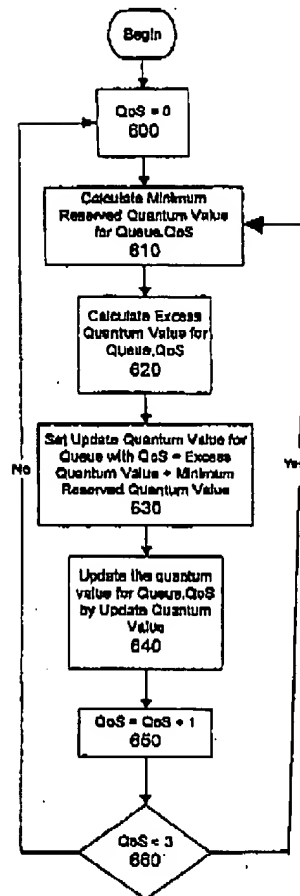 Begin
QoS = 0
600
Calculate Minimum
Reserved Quantum Value
for Queue,QoS
610
Calculate Excess
Quantum Value for
Queue,QoS
620
Set Update Quantum Value for
Queue with QoS = Excess
Quantum Value + Minimum
Reserved Quantum Value
630
No
Yes
Update the quantum
value for Queue,QoS
by Update Quantum
Value
640
QoS = QoS + 1
650
QoS < 3
660